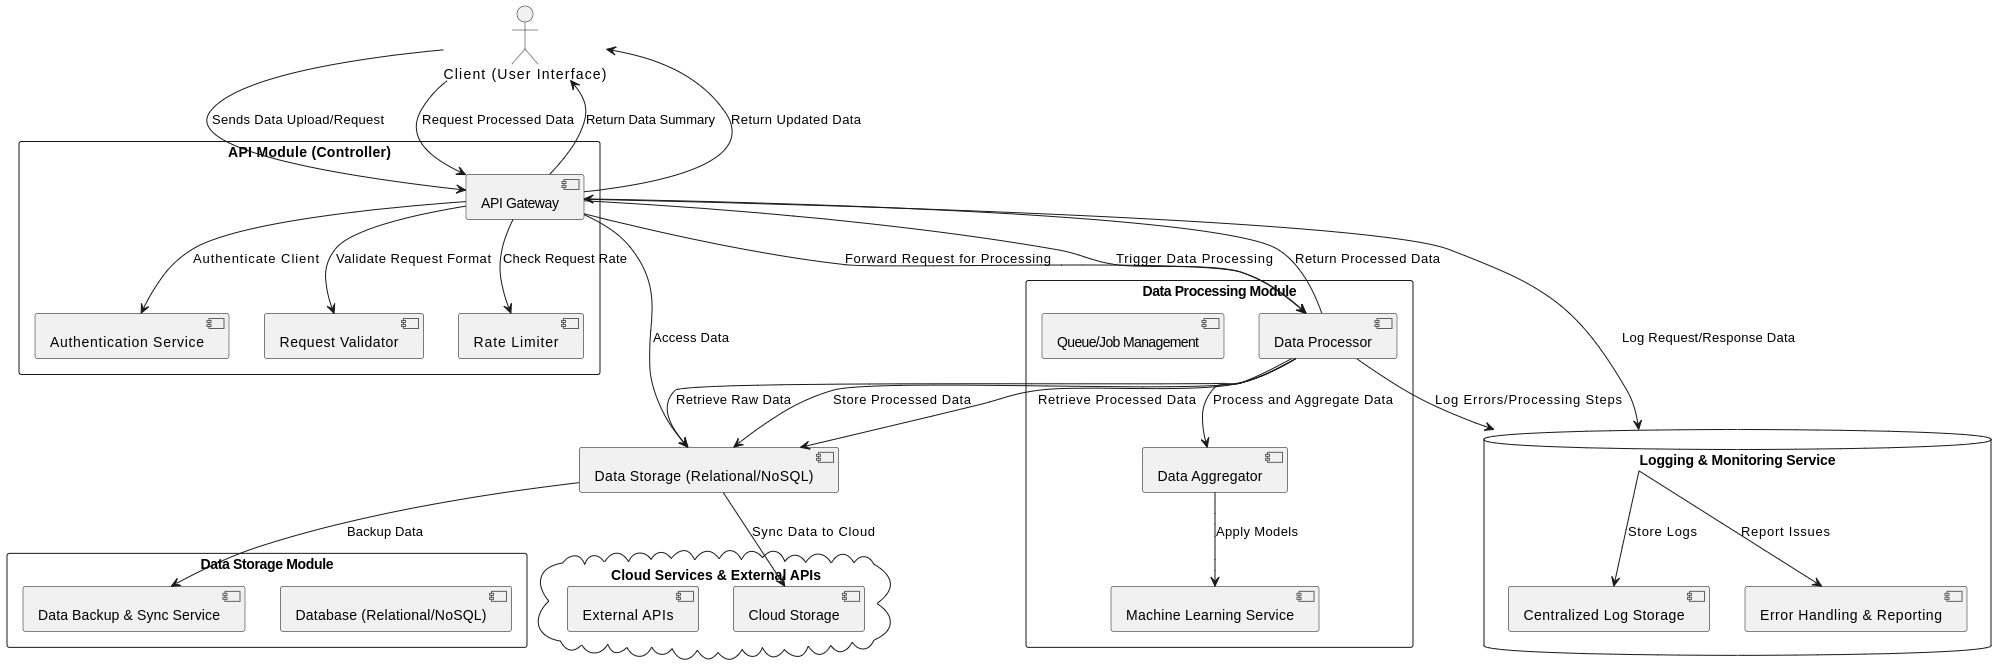 Client (User Interface)
Sends Data Upload/Request
Request Processed Data
Return Data Summary
Return Updated Data
API Module (Controller)
API Gateway
Authenticate Client
Validate Request Format
Check Request Rate
Forward Request for Processing
Trigger Data Processing
Return Processed Data
Data Processing Module
Authentication Service
Request Validator
Rate Limiter
Access Data
Queue/Job Management
Data Processor
Log Request/Response Data
Retrieve Raw Data
Store Processed Data
Retrieve Processed Data
Process and Aggregate Data
Log Errors/Processing Steps
Logging & Monitoring Service
Data Storage (Relational/NoSQL)
Data Aggregator
Backup Data
Sync Data to Cloud
Apply Models
Store Logs
Report Issues
Data Storage Module
Cloud Services & External APIs
Data Backup & Sync Service
Database (Relational/NoSQL)
External APIs
Cloud Storage
Machine Learning Service
Centralized Log Storage
Error Handling & Reporting